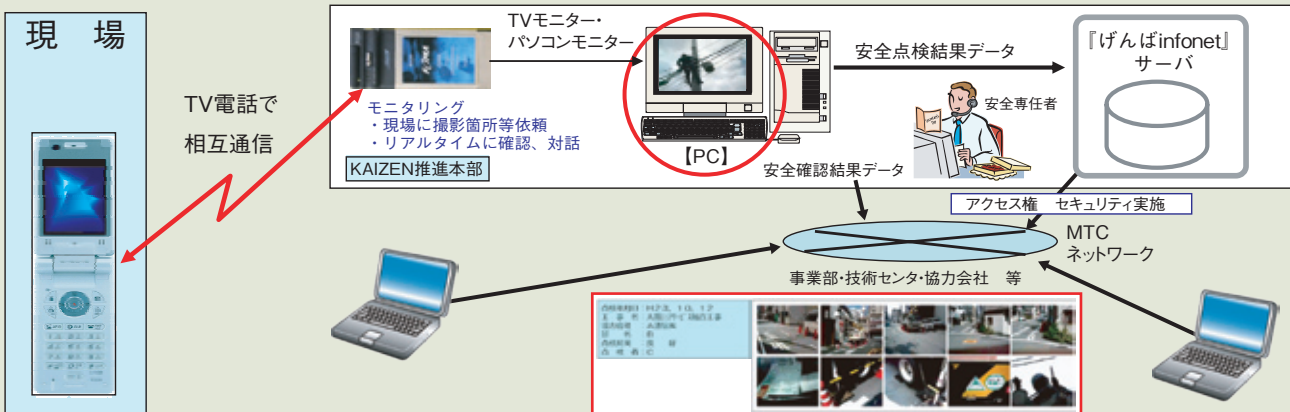 現 場
TV電話で
相互通信
TVモニター・
パソコンモニター
モニタリング
・現場に撮影箇所等依頼
・リアルタイムに確認、対話
KAIZEN推進本部
【PC】
安全点検結果データ
安全専任者
『げんばinfonet』
サーバ
安全確認結果データ
アクセス権 セキュリティ実施
MTC
ネットワーク
事業部・技術センタ・協力会社 等
H23. 10. 17